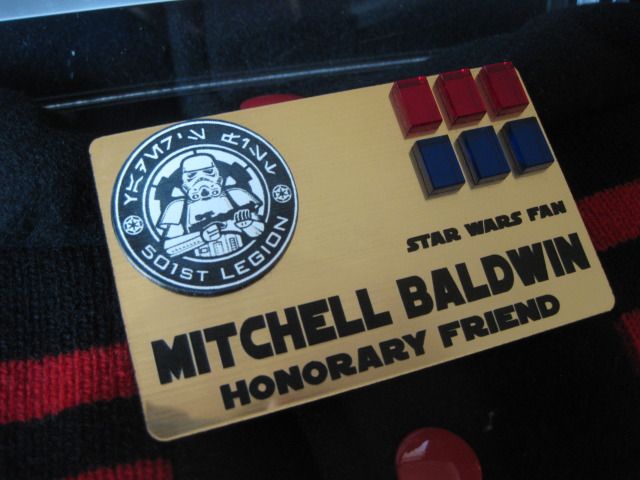 501ST LEGION
STAR WARS FAN
MITCHELL BALDWIN
HONORARY FRIEND